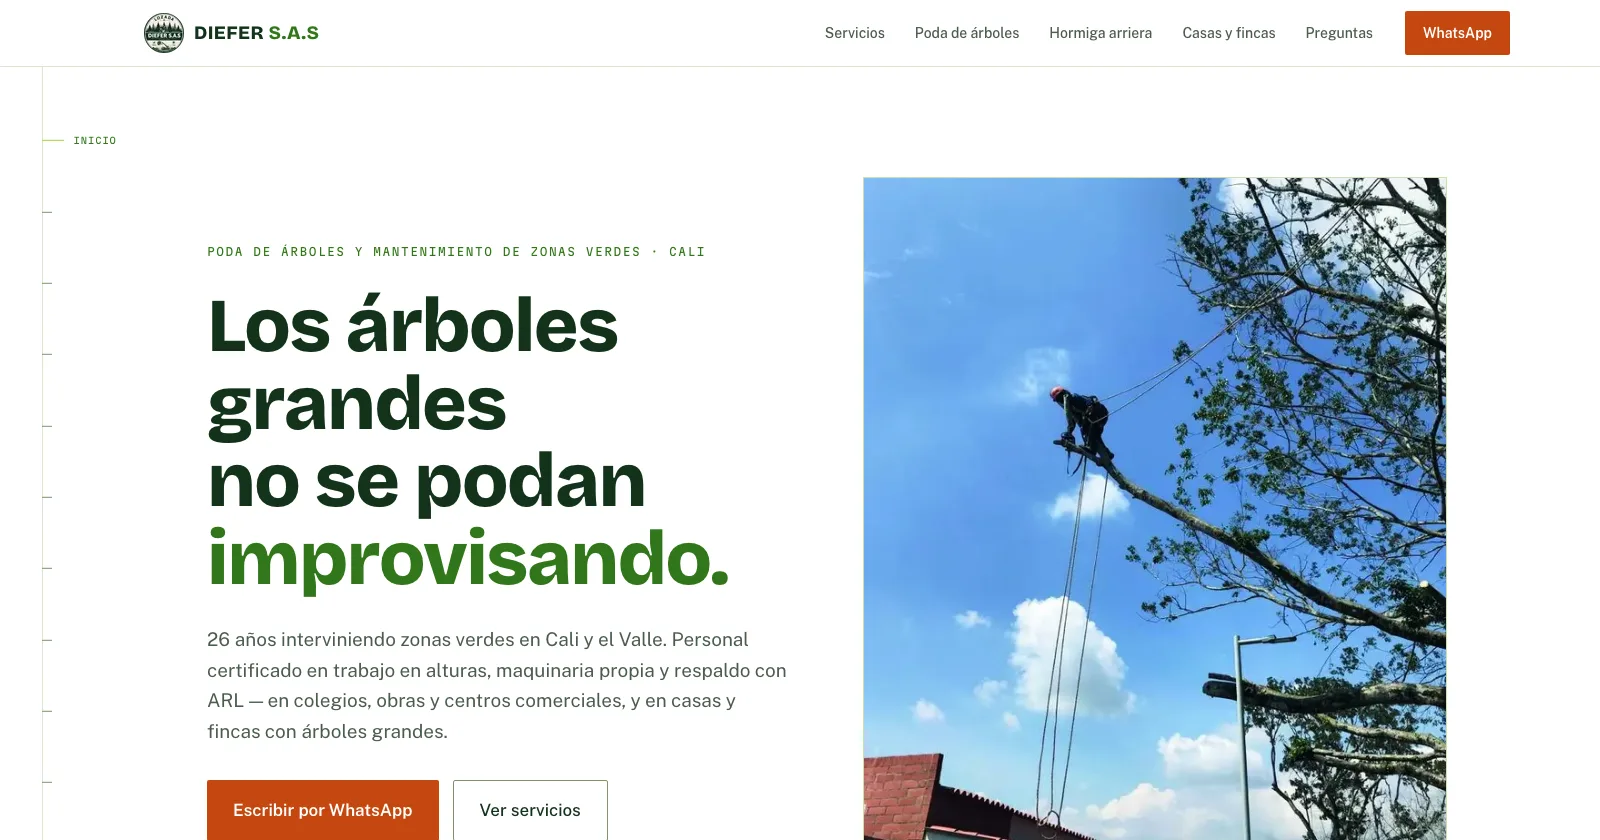 LOZADA
DIEFER S.A.S
DIEFER S.A.S
Servicios
Poda de árboles
Hormiga arriera
Casas y fincas
Preguntas
WhatsApp
INICIO
PODA DE ÁRBOLES Y MANTENIMIENTO DE ZONAS VERDES · CALI
Los árboles
grandes
no se podan
improvisando.
26 años interviniendo zonas verdes en Cali y el Valle. Personal
certificado en trabajo en alturas, maquinaria propia y respaldo con
ARL — en colegios, obras y centros comerciales, y en casas y
fincas con árboles grandes.
Escribir por WhatsApp
Ver servicios